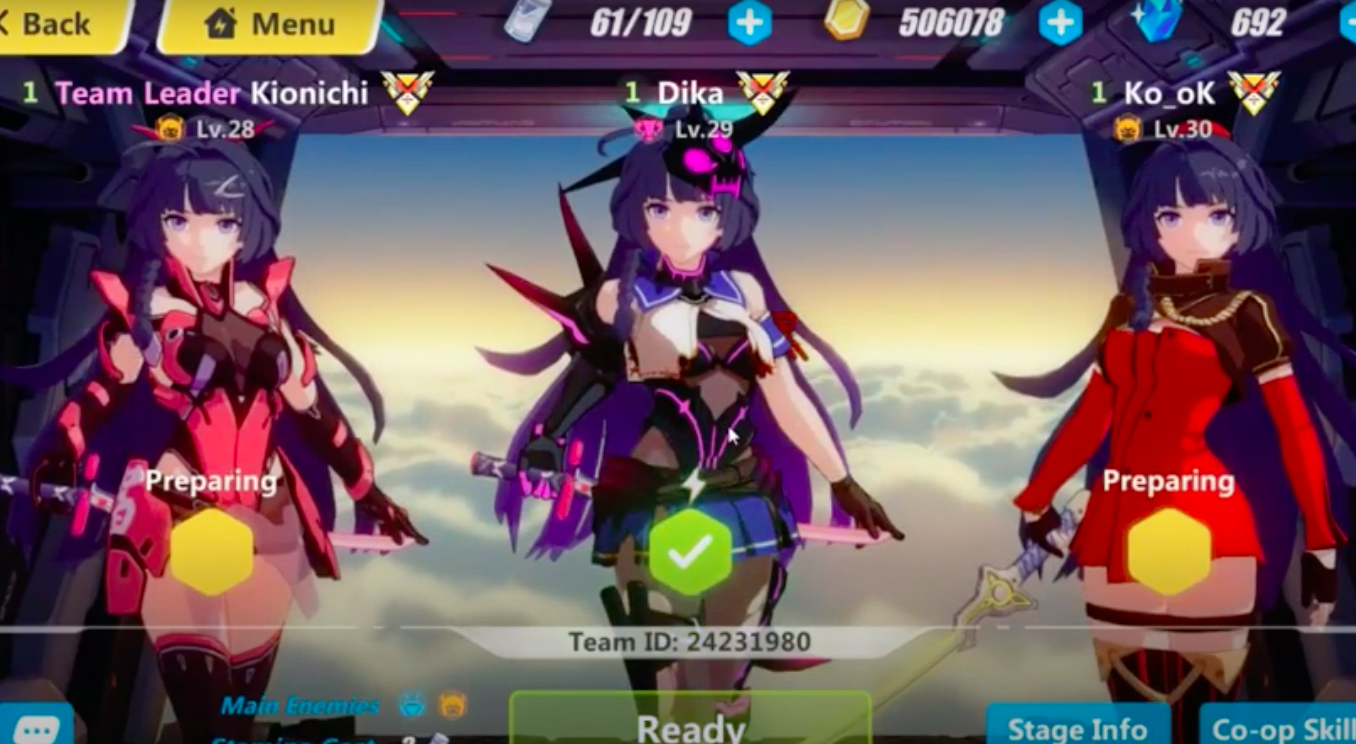 Back
Menu
61/109
506078
692
1 Team Leader Kionichi
Lv.28
1 Dika
Lv.29
1 Ko_oK
Lv.30
Preparing
Preparing
Team ID: 24231980
Main Enemies
Ready
Stage Info
Co-op Skill